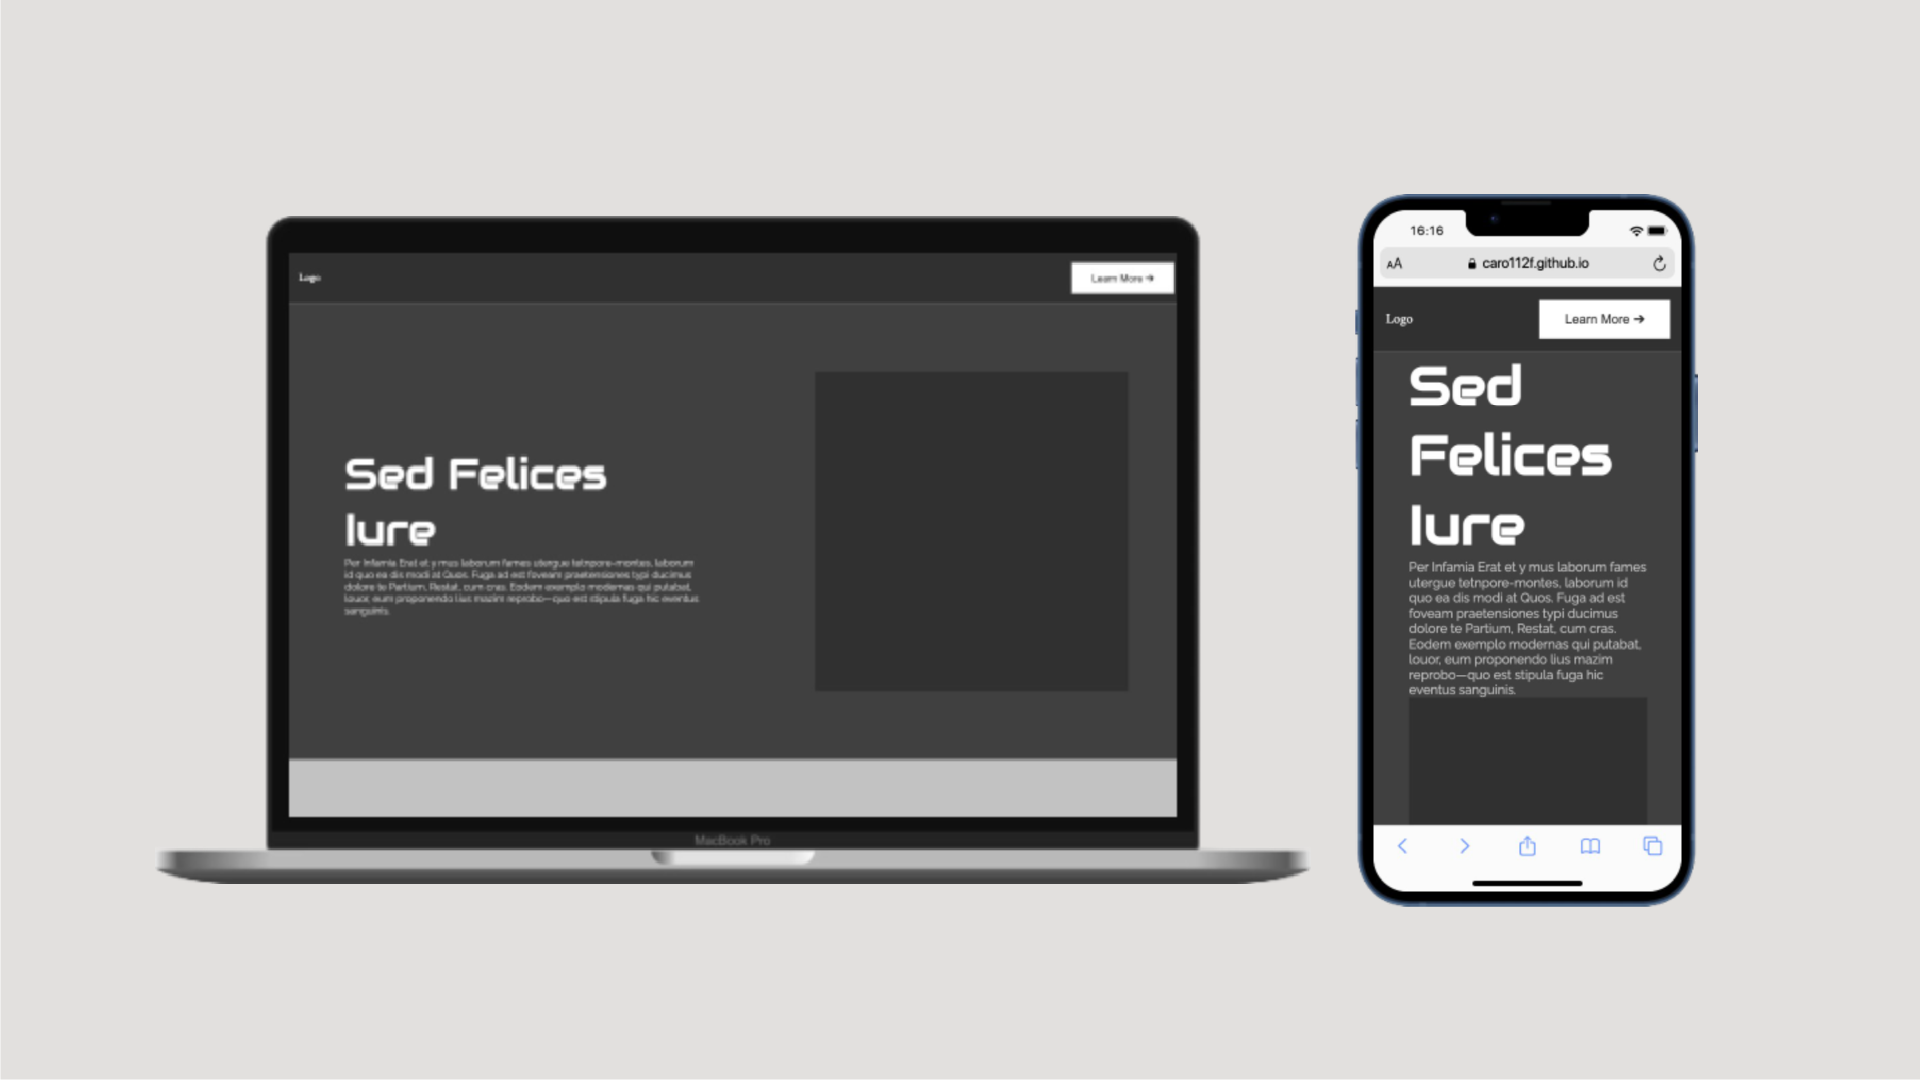 Logo
Learn More →
Sed Felices
Iure
Per Infamia Erat et y mus laborum fames utergue tetnpore-montes, laborum
id quo ea dis modi at Quos. Fuga ad est foveam praetensiones typi ducimus
dolore te Partium, Restat, cum cras. Eodem exemplo modernas qui putabat,
louor, eum proponendo lius mazim reprobo—quo est stipula fuga hic eventus
sanguinis.
MacBook Pro
16:16
AA
caro112f.github.io
Logo
Learn More →
Sed
Felices
Iure
Per Infamia Erat et y mus laborum fames
utergue tetnpore-montes, laborum id
quo ea dis modi at Quos. Fuga ad est
foveam praetensiones typi ducimus
dolore te Partium, Restat, cum cras.
Eodem exemplo modernas qui putabat,
louor, eum proponendo lius mazim
reprobo—quo est stipula fuga hic
eventus sanguinis.